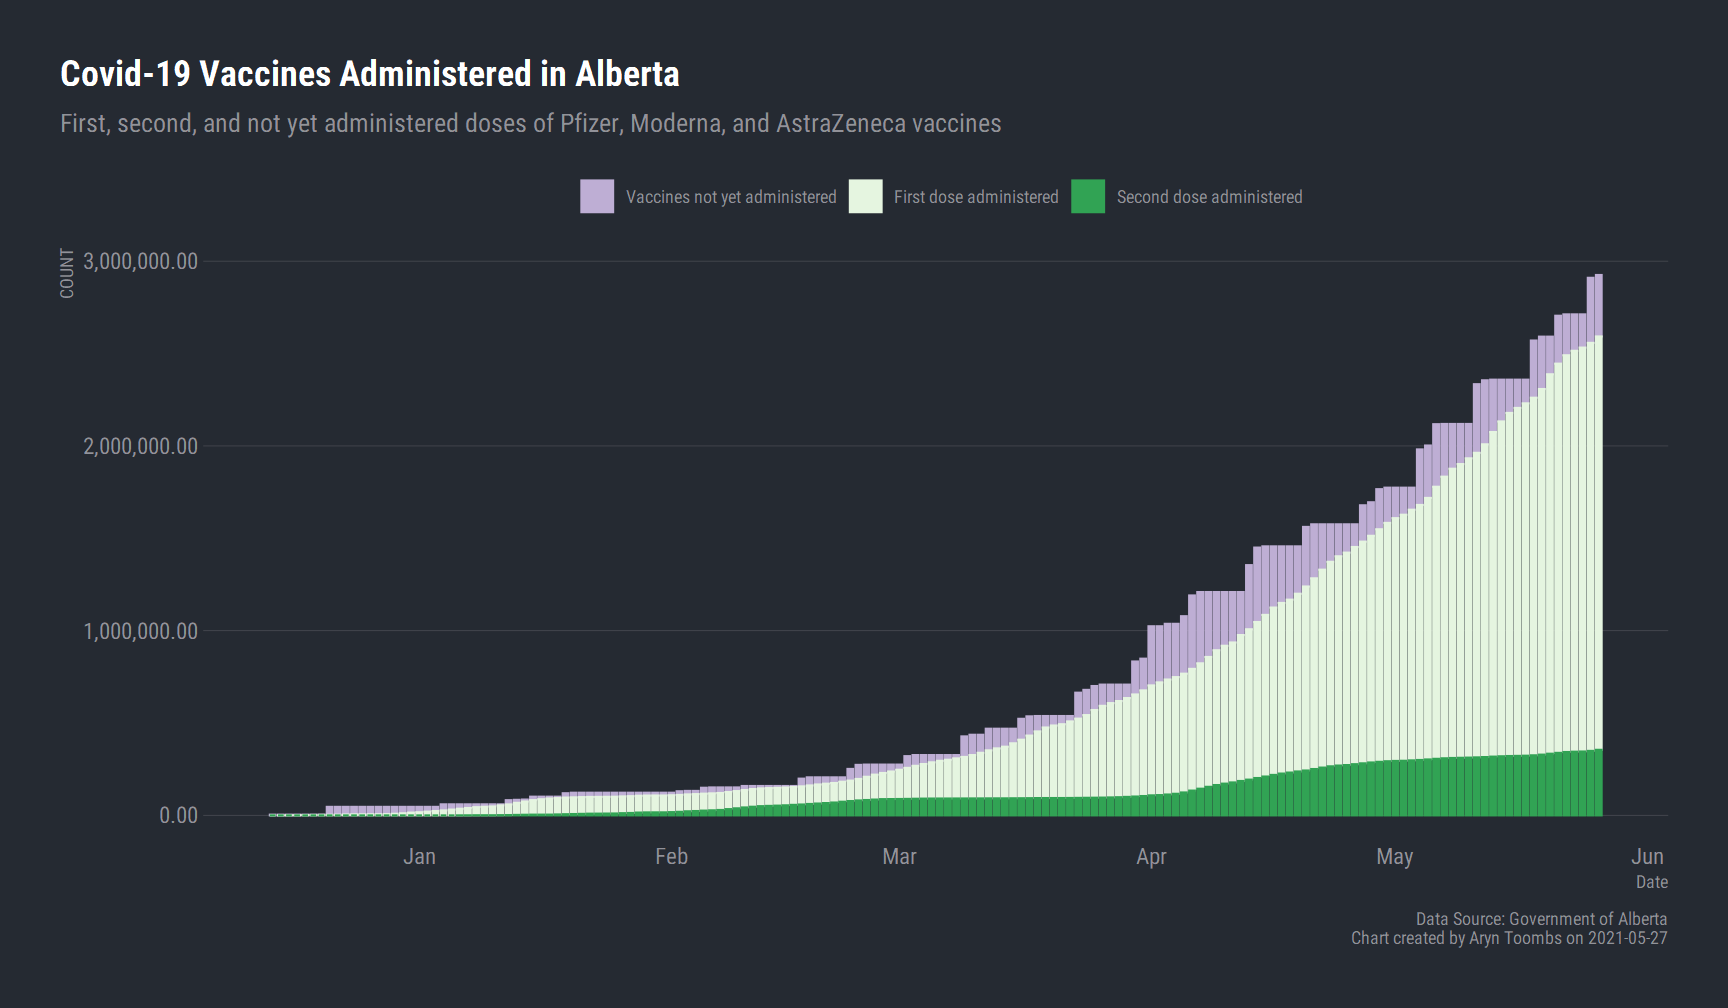 Covid-19 Vaccines Administered in Alberta
First, second, and not yet administered doses of Pfizer, Moderna, and AstraZeneca vaccines
Vaccines not yet administered First dose administered Second dose administered
COUNT
3,000,000.00
2,000,000.00
1,000,000.00
0.00
Jan Feb Mar Apr May Jun
Date
Data Source: Government of Alberta
Chart created by Aryn Toombs on 2021-05-27